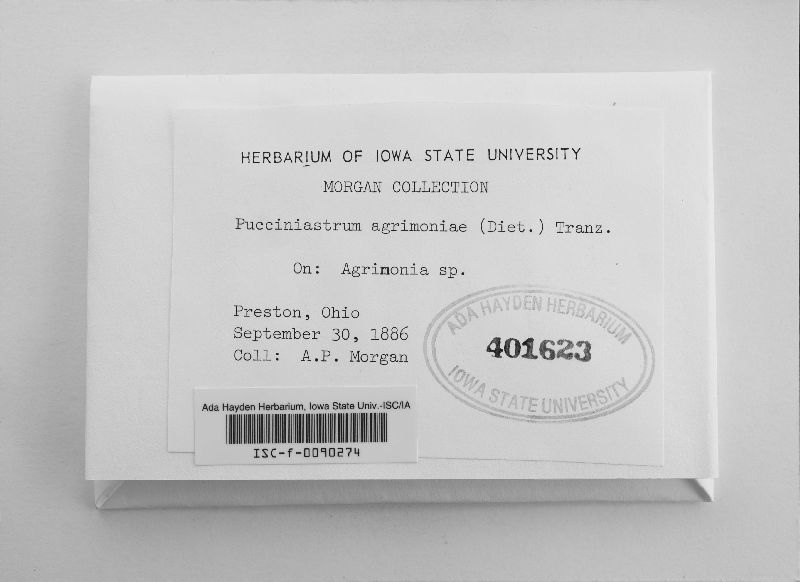 HERBARIUM OF IOWA STATE UNIVERSITY
MORGAN COLLECTION
Pucciniastrum agrimoniae (Diet.) Tranz.
On: Agrimonia sp.
Preston, Ohio
September 30, 1886
Coll: A.P. Morgan
ADA HAYDEN HERBARIUM
401623
IOWA STATE UNIVERSITY
Ada Hayden Herbarium, Iowa State Univ.-ISC/IA
ISC-f-0090274